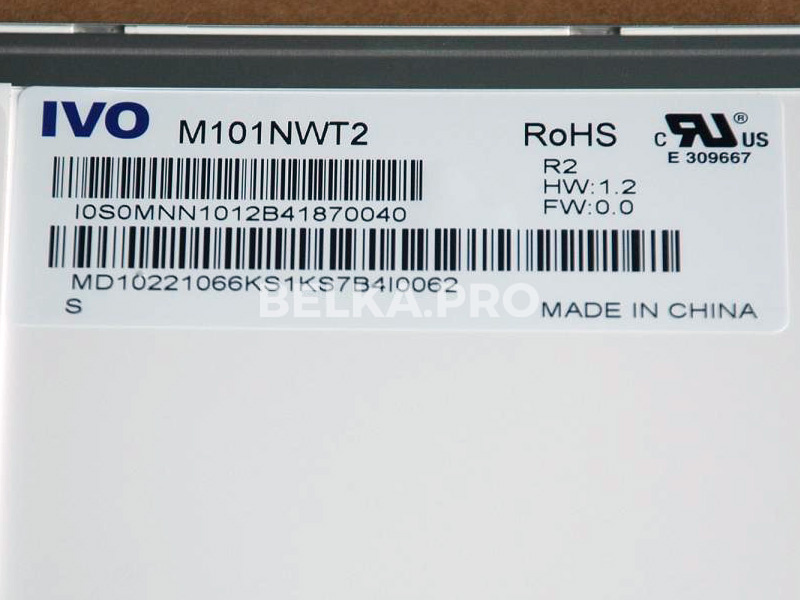 IVO M101NWT2 RoHS c RU ® US
E 309667
R2
HW:1.2
FW:0.0
I0S0MNN1012B41870040
MD10221066KS1KS7B4I0062
S
MADE IN CHINA
BELKA.PRO